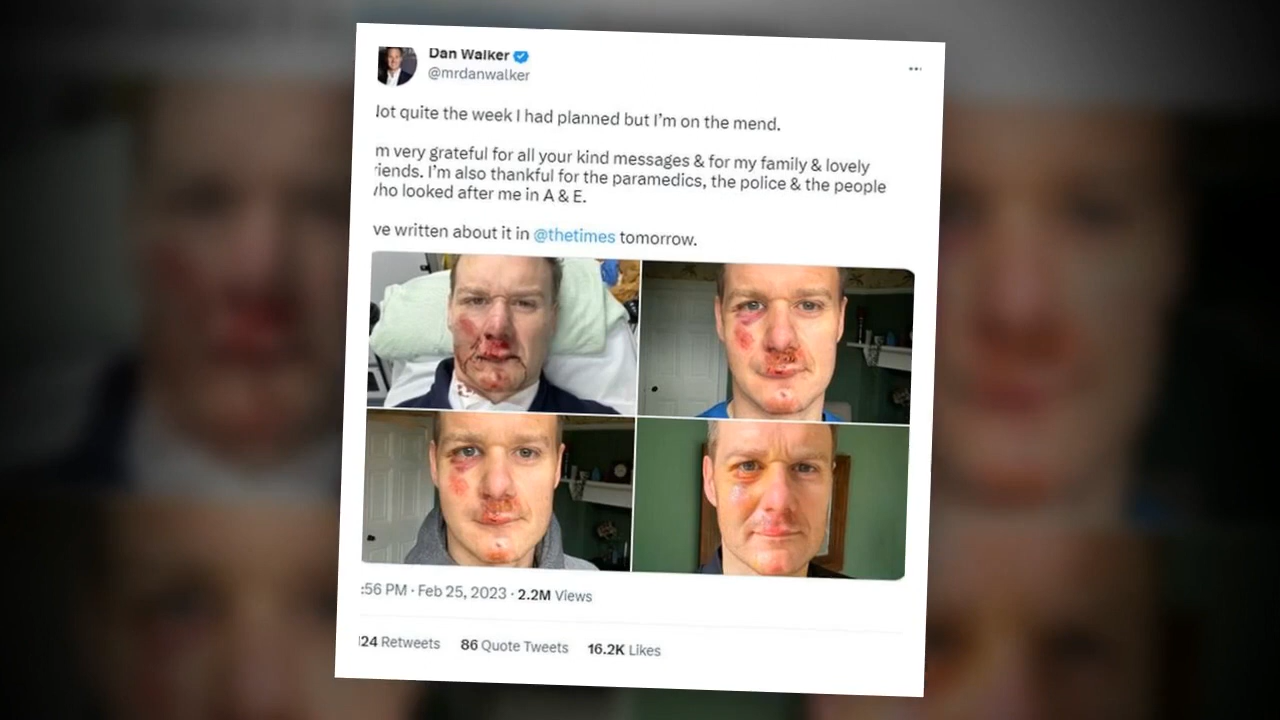 Dan Walker
@mrdanwalker
lot quite the week I had planned but I'm on the mend.
m very grateful for all your kind messages & for my family & lovely
riends. I'm also thankful for the paramedics, the police & the people
ho looked after me in A & E.
ve written about it in @thetimes tomorrow.
:56 PM · Feb 25, 2023 · 2.2M Views
24 Retweets 86 Quote Tweets 16.2K Likes